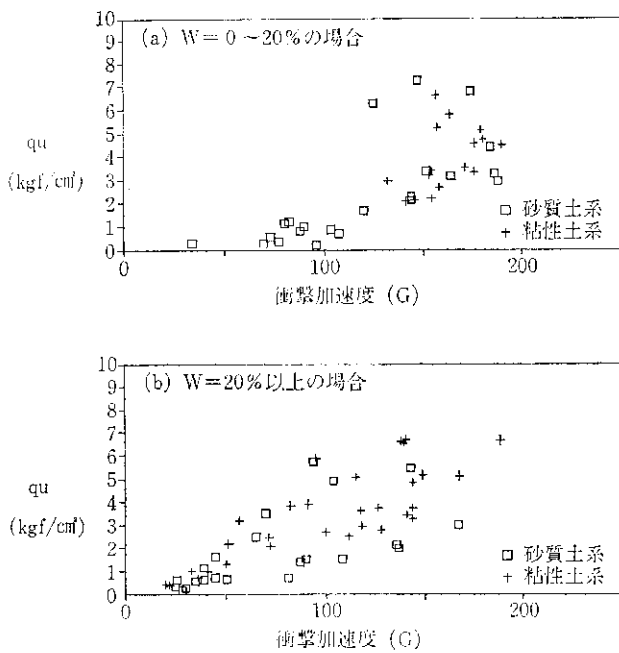 (a) W=0~20%の場合
10
9
8
7
6
5
4
3
2
1
0
qu
(kgf/cm²)
□ 砂質土系
+ 粘性土系
0 100 200
衝撃加速度 (G)
(b) W=20%以上の場合
10
9
8
7
6
5
4
3
2
1
0
qu
(kgf/cm²)
□ 砂質土系
+ 粘性土系
0 100 200
衝撃加速度 (G)